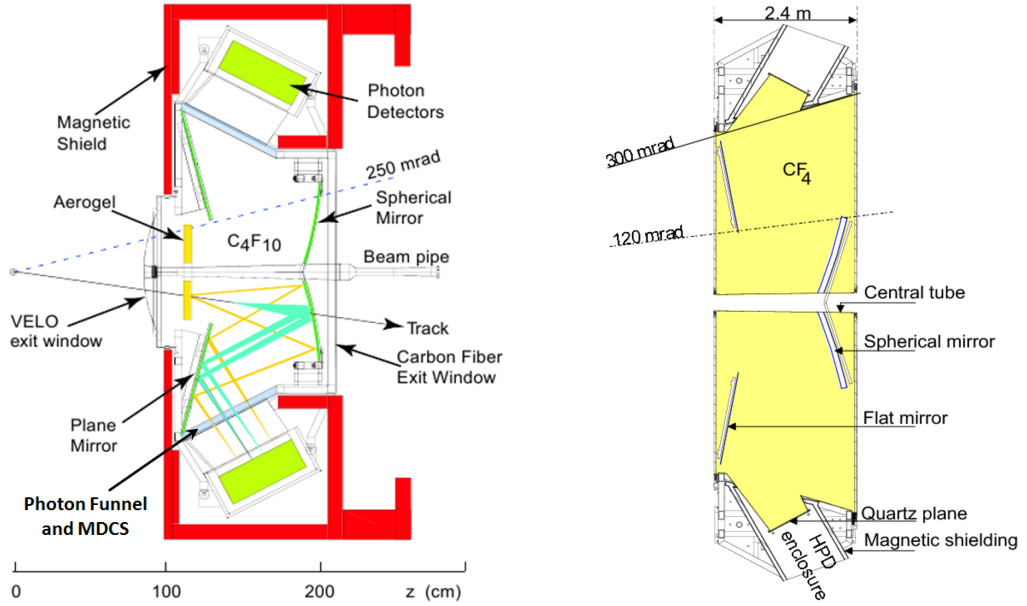 Magnetic
Shield
Photon
Detectors
250 mrad
Aerogel
Spherical
Mirror
C4F10
Beam pipe
VELO
exit window
Track
Carbon Fiber
Exit Window
Plane
Mirror
Photon Funnel
and MDCS
0
100
200
z (cm)
2.4 m
300 mrad
CF4
120 mrad
Central tube
Spherical mirror
Flat mirror
Quartz plane
Magnetic shielding
HPD
enclosure